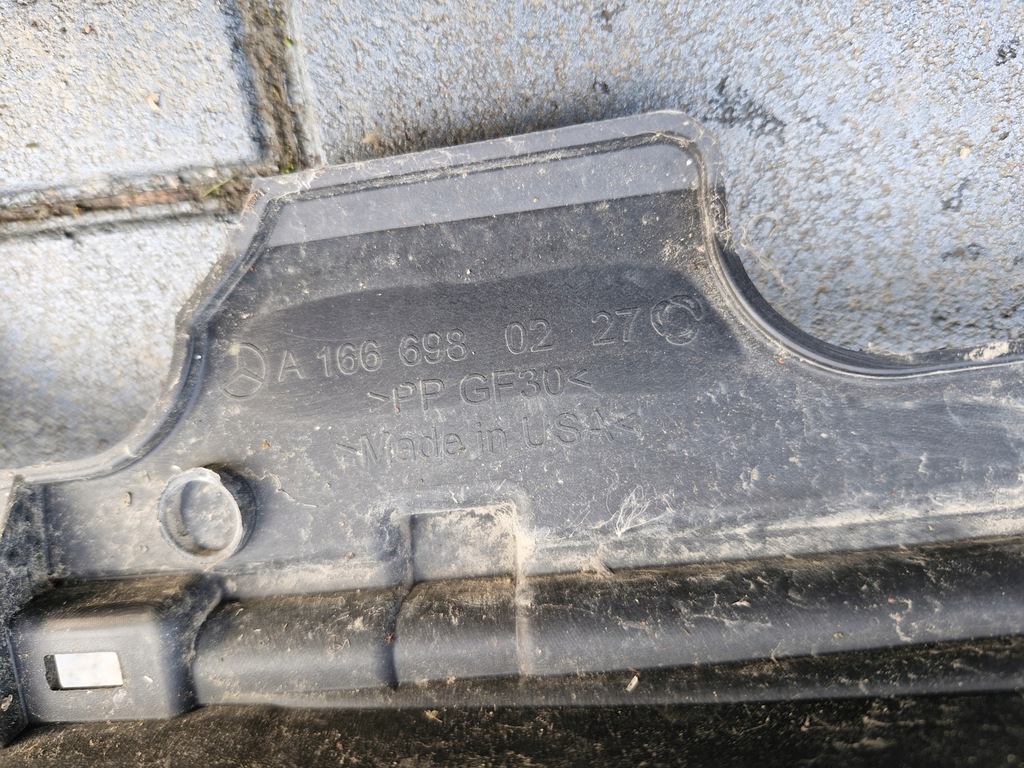 A 166 698 02 27
>PP GF30<
>Made in USA<